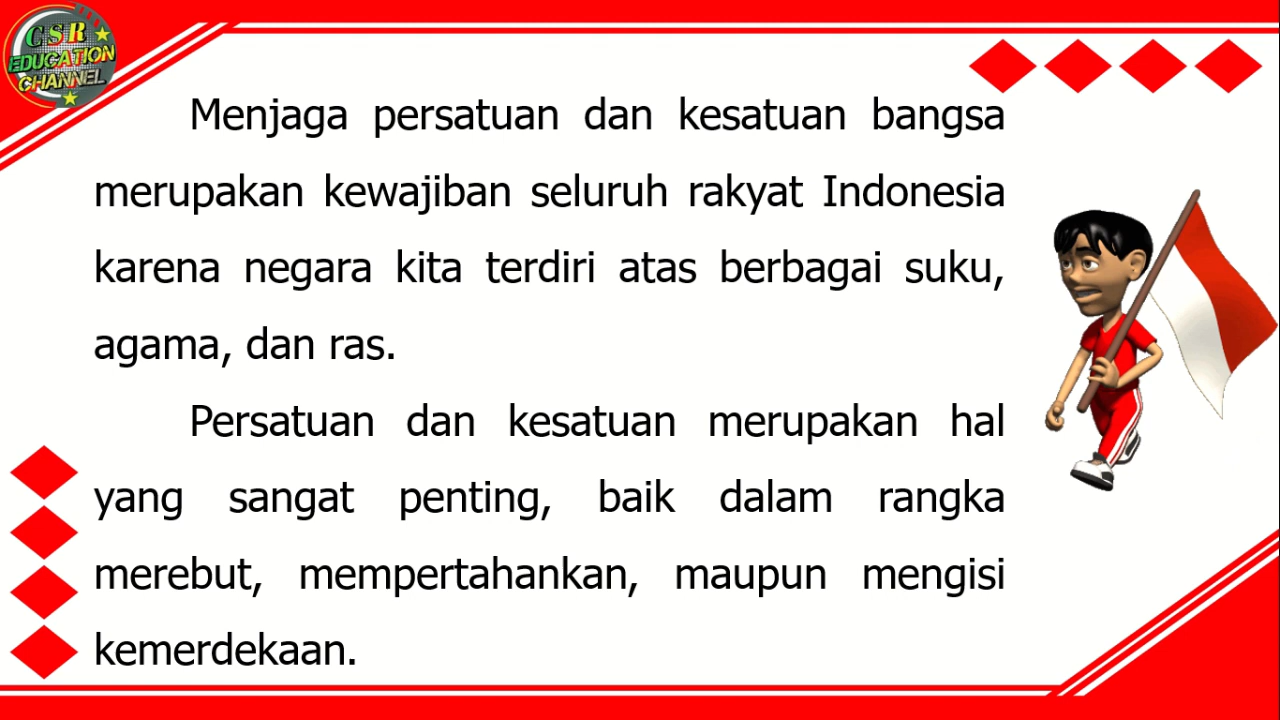 CSR
EDUCATION
CHANNEL
Menjaga persatuan dan kesatuan bangsa
merupakan kewajiban seluruh rakyat Indonesia
karena negara kita terdiri atas berbagai suku,
agama, dan ras.
Persatuan dan kesatuan merupakan hal
yang sangat penting, baik dalam rangka
merebut, mempertahankan, maupun mengisi
kemerdekaan.